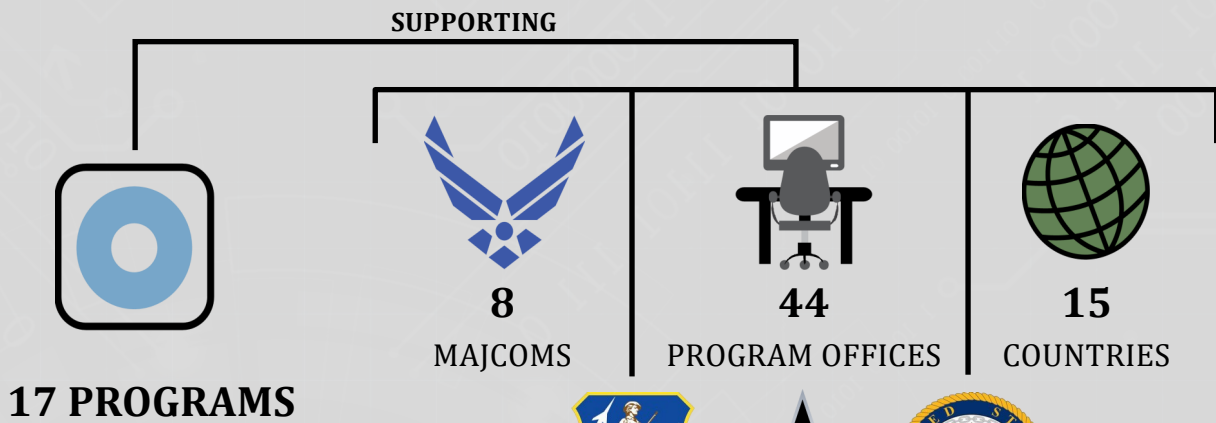 SUPPORTING
8
44
15
MAJCOMS
PROGRAM OFFICES
COUNTRIES
17 PROGRAMS